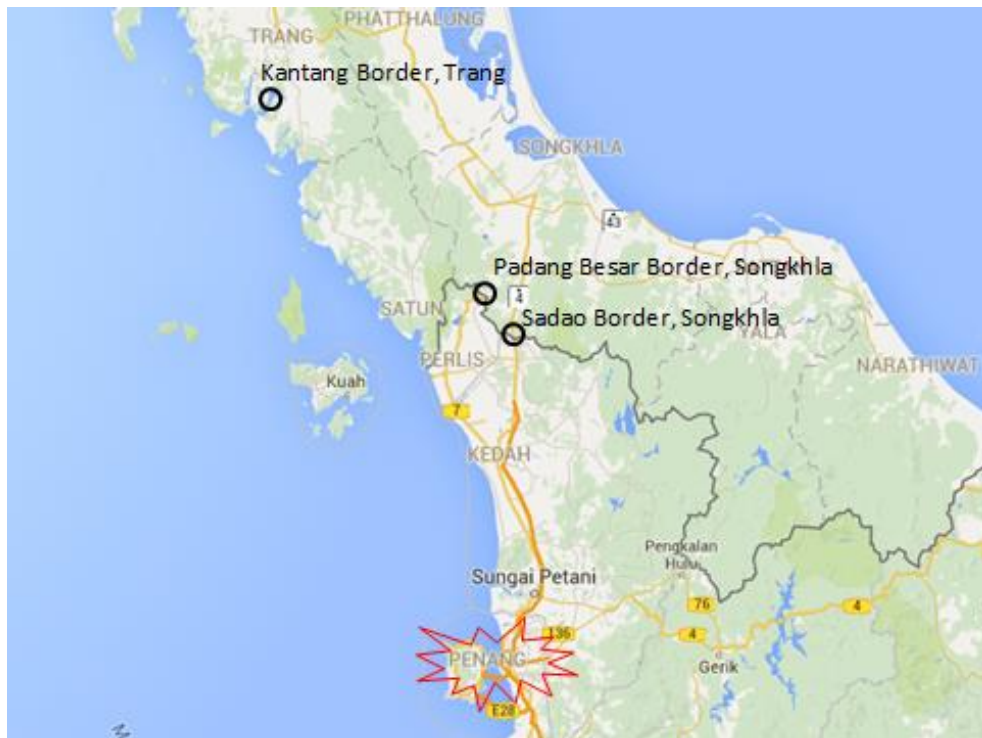 PHATTHALUNG
TRANG
Kantang Border, Trang
SONGKHLA
43
Padang Besar Border, Songkhla
4
SATUN
Sadao Border, Songkhla
YALA
PERLIS
NARATHIWAT
Kuah
7
KEDAH
Pengkalan
Hulu
Sungai Petani
76
4
136
4
PENANG
Gerik
E28